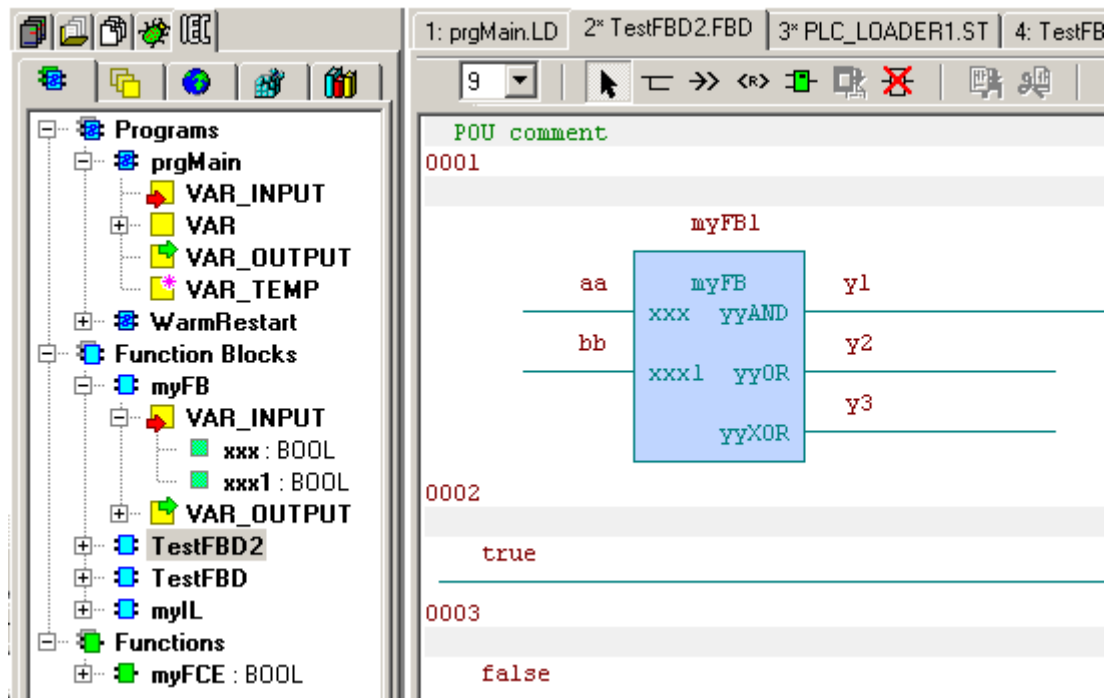 1: prgMain.LD
2* TestFBD2.FBD
3* PLC_LOADER1.ST
4: TestFB
9
<R>
Programs
prgMain
VAR_INPUT
VAR
VAR_OUTPUT
VAR_TEMP
WarmRestart
Function Blocks
myFB
VAR_INPUT
xxx : BOOL
xxx1 : BOOL
VAR_OUTPUT
TestFBD2
TestFBD
myIL
Functions
myFCE : BOOL
POU comment
0001
myFB1
aa myFB y1
xxx yyAND
bb y2
xxx1 yyOR
y3
yyXOR
0002
true
0003
false